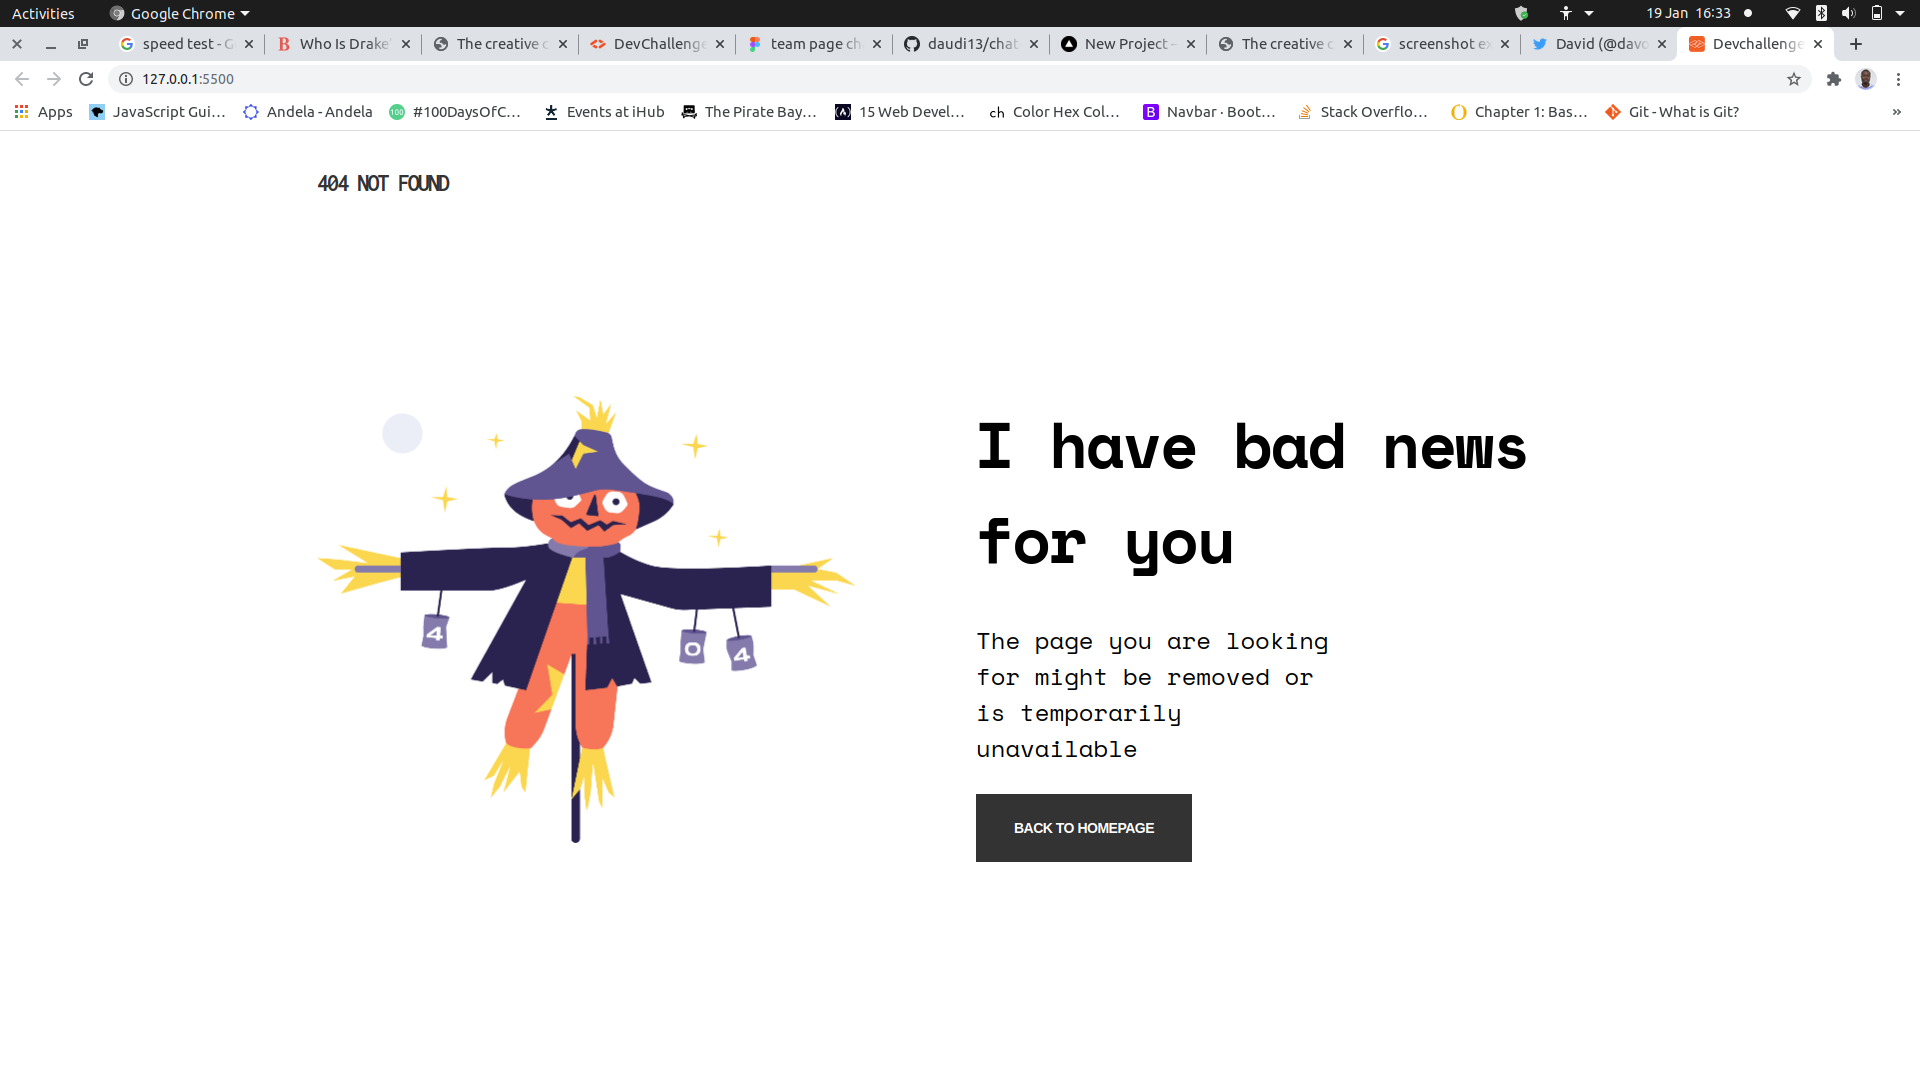 Activities
Google Chrome
19 Jan 16:33
speed test - G
Who Is Drake'
The creative c
DevChallenge
team page ch
daudi13/chat
New Project -
The creative c
screenshot ex
David (@davo
Devchallenge
127.0.0.1:5500
Apps
JavaScript Gui...
Andela - Andela
#100DaysOfC...
Events at iHub
The Pirate Bay...
15 Web Devel...
Color Hex Col...
Navbar · Boot...
Stack Overflo...
Chapter 1: Bas...
Git - What is Git?
404 NOT FOUND
I have bad news
for you
4
0
4
The page you are looking
for might be removed or
is temporarily
unavailable
BACK TO HOMEPAGE